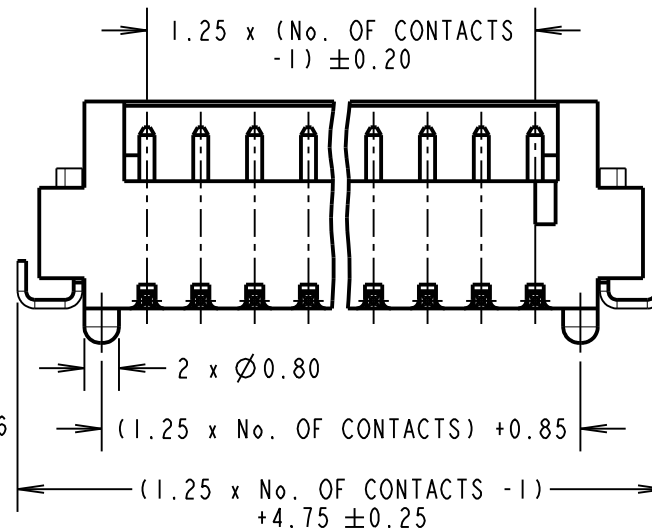 1.25 x (No. OF CONTACTS
-1) ±0.20
2 x Ø0.80
6
(1.25 x No. OF CONTACTS) +0.85
(1.25 x No. OF CONTACTS -1)
+4.75 ±0.25